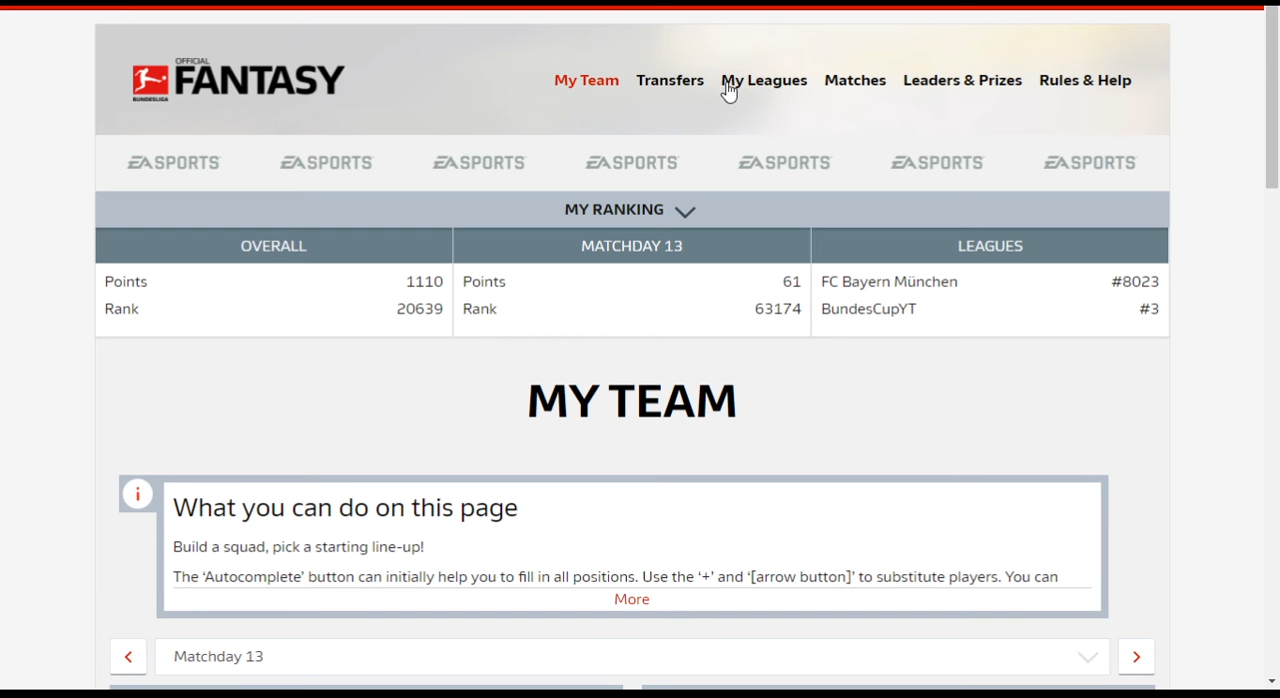 OFFICIAL
FANTASY
BUNDESLIGA
My Team Transfers My Leagues Matches Leaders & Prizes Rules & Help
EA SPORTS EA SPORTS EA SPORTS EA SPORTS EA SPORTS EA SPORTS EA SPORTS
MY RANKING
OVERALL MATCHDAY 13 LEAGUES
Points 1110 Points 61 FC Bayern München #8023
Rank 20639 Rank 63174 BundesCupYT #3
MY TEAM
i
What you can do on this page
Build a squad, pick a starting line-up!
The ‘Autocomplete’ button can initially help you to fill in all positions. Use the ‘+’ and ‘[arrow button]’ to substitute players. You can
More
Matchday 13